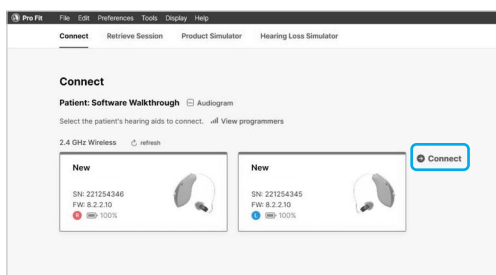 Pro Fit File Edit Preferences Tools Display Help
Connect Retrieve Session Product Simulator Hearing Loss Simulator
Connect
Patient: Software Walkthrough Audiogram
Select the patient's hearing aids to connect. View programmers
2.4 GHz Wireless refresh
New
SN: 221254346
FW: 8.2.2.10
R 100%
New
SN: 221254345
FW: 8.2.2.10
L 100%
Connect